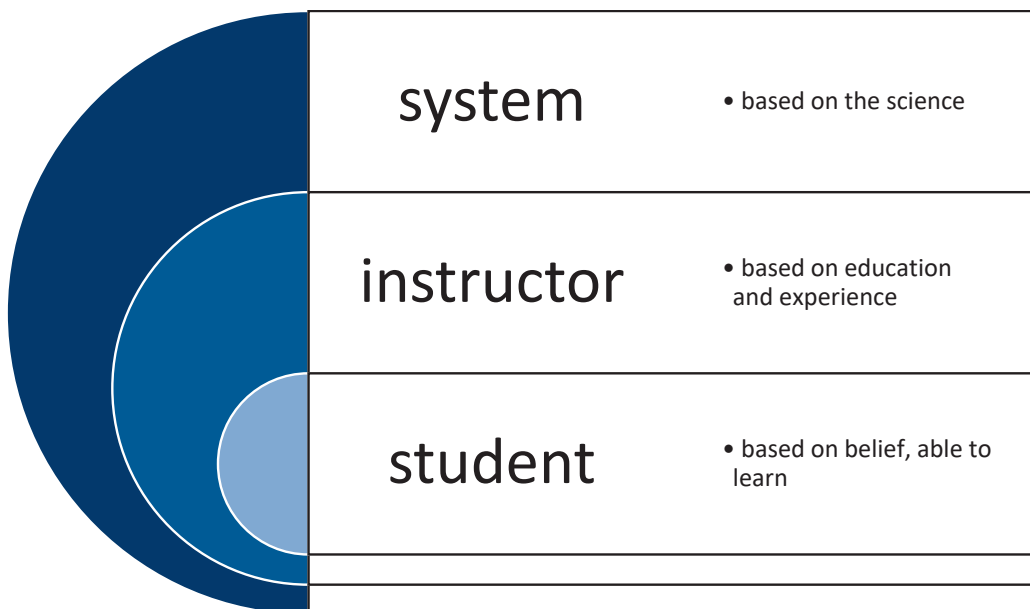 system
• based on the science
instructor
• based on education
and experience
student
• based on belief, able to
learn